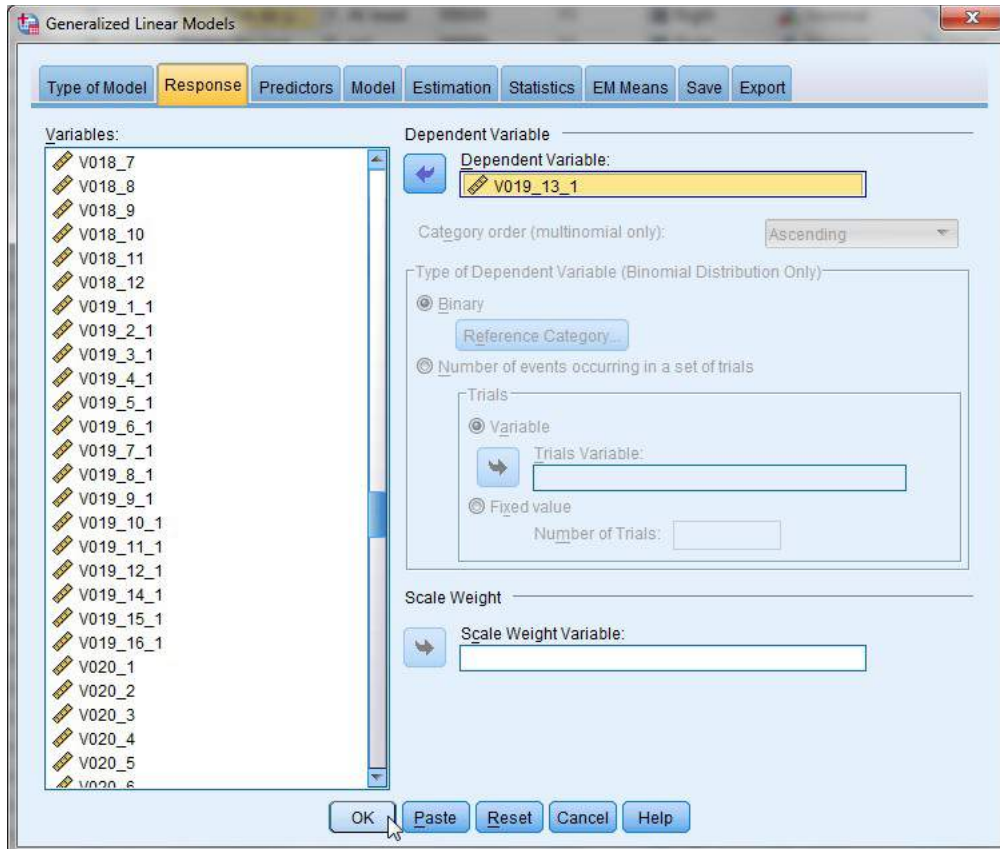 Generalized Linear Models
Type of Model Response Predictors Model Estimation Statistics EM Means Save Export
Variables:
V018_7
V018_8
V018_9
V018_10
V018_11
V018_12
V019_1_1
V019_2_1
V019_3_1
V019_4_1
V019_5_1
V019_6_1
V019_7_1
V019_8_1
V019_9_1
V019_10_1
V019_11_1
V019_12_1
V019_14_1
V019_15_1
V019_16_1
V020_1
V020_2
V020_3
V020_4
V020_5
V020_6
Dependent Variable
Dependent Variable:
V019_13_1
Category order (multinomial only): Ascending
Type of Dependent Variable (Binomial Distribution Only)
Binary
Reference Category...
Number of events occurring in a set of trials
Trials
Variable
Trials Variable:
Fixed value
Number of Trials:
Scale Weight
Scale Weight Variable:
OK Paste Reset Cancel Help